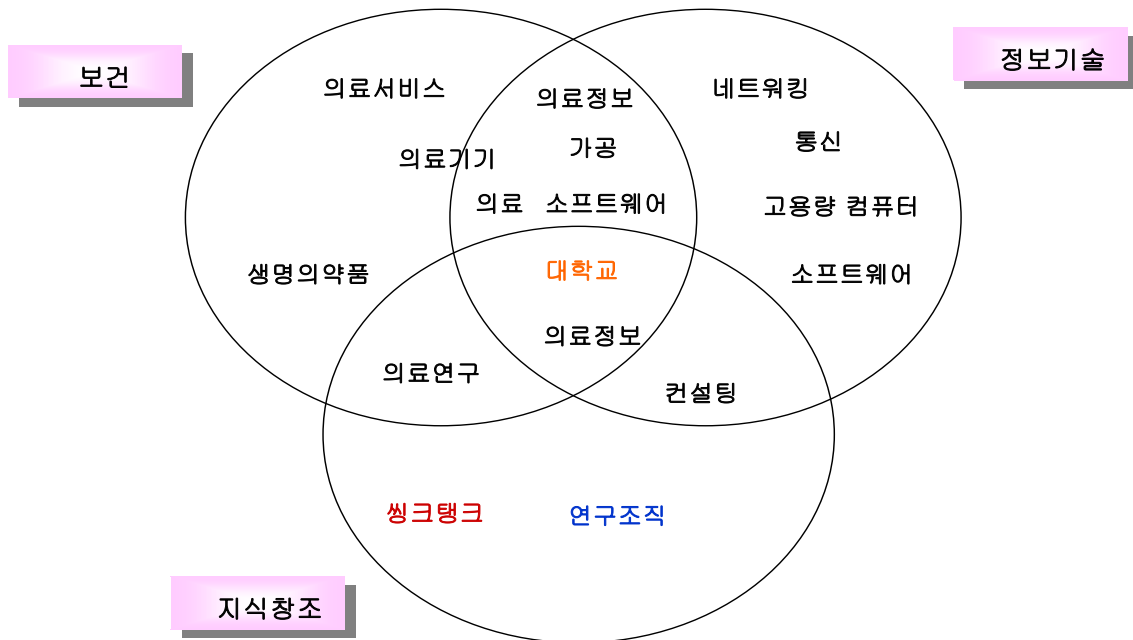 보건
정보기술
의료서비스
의료정보
네트워킹
의료기기
가공
통신
의료 소프트웨어
고용량 컴퓨터
생명의약품
대학교
소프트웨어
의료정보
의료연구
컨설팅
씽크탱크
연구조직
지식창조